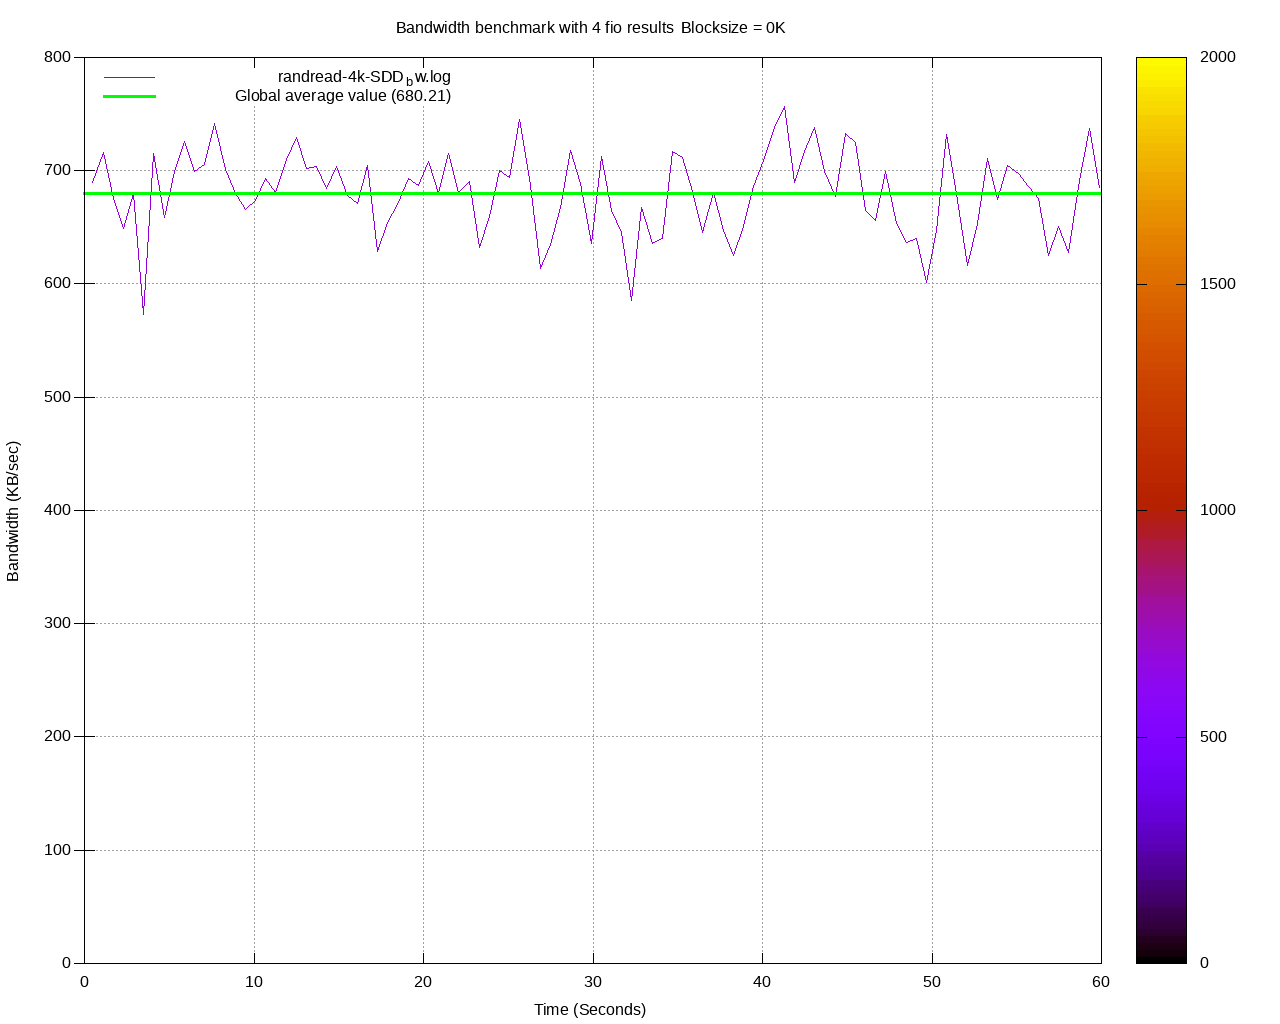 Bandwidth benchmark with 4 fio results Blocksize = 0K
randread-4k-SDD_bw.log
Global average value (680.21)
Bandwidth (KB/sec)
800
700
600
500
400
300
200
100
0
0 10 20 30 40 50 60
Time (Seconds)
2000
1500
1000
500
0